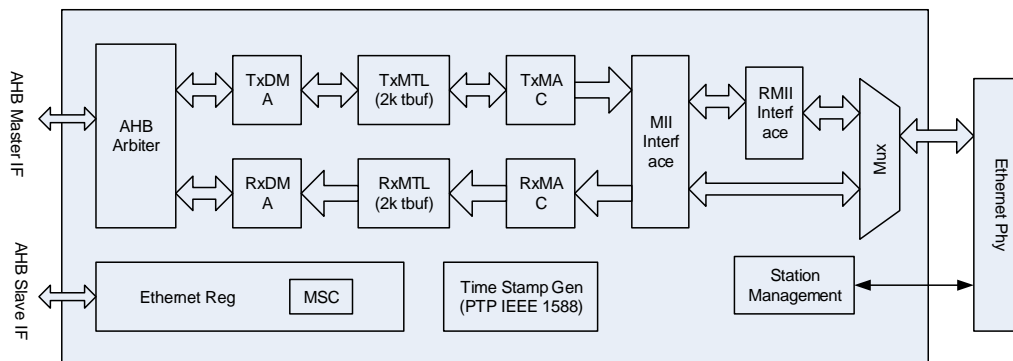 AHB Master IF
AHB Slave IF
AHB
Arbiter
TxDM
A
TxMTL
(2k tbuf)
TxMA
C
RxDM
A
RxMTL
(2k tbuf)
RxMA
C
MII
Interf
ace
RMII
Interf
ace
Mux
Ethernet Phy
Ethernet Reg
MSC
Time Stamp Gen
(PTP IEEE 1588)
Station
Management